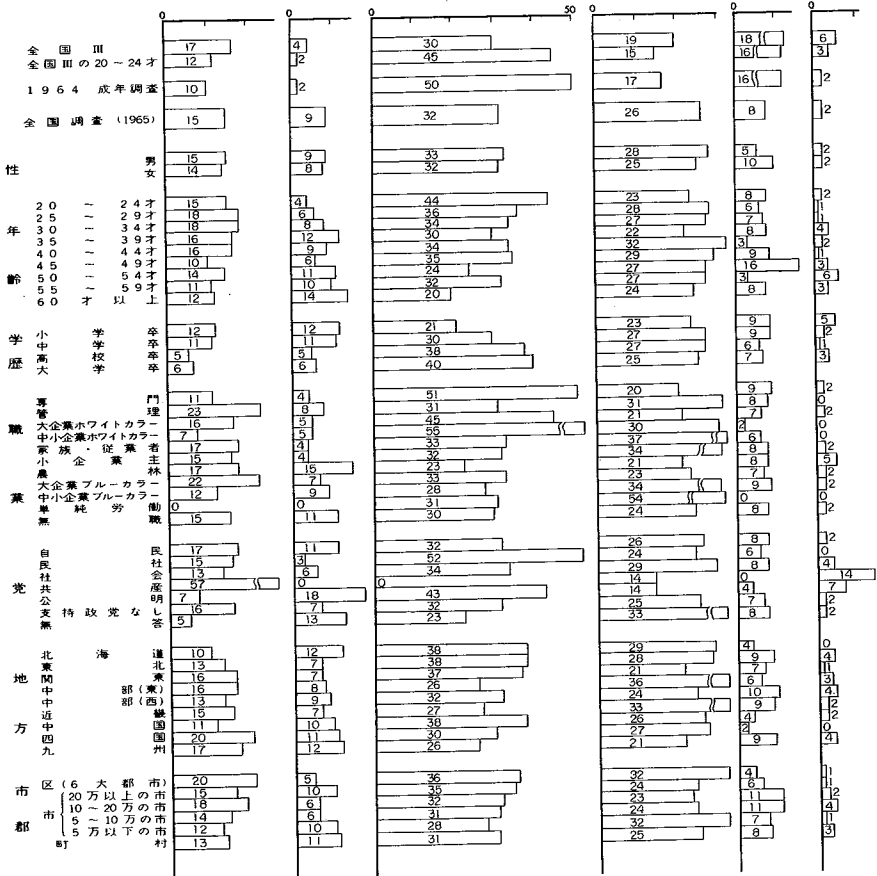 50
全国III 17 4 30 19 18 6
全国IIIの20～24才 12 2 45 15 16 3
1964 成年調査 10 2 50 17 16 2
全国調査(1965) 15 9 32 26 8 2
性
男 15 9 33 28 5 2
女 14 8 32 25 10 2
年齢
20～24才 15 4 44 23 8 2
25～29才 18 6 36 28 6 1
30～34才 18 8 34 27 7 1
35～39才 16 12 30 22 8 4
40～44才 16 9 34 32 3 2
45～49才 10 6 35 29 9 1
50～54才 14 11 24 27 16 3
55～59才 11 10 32 27 3 6
60才以上 12 14 20 24 8 3
学歴
小学卒 12 12 21 23 9 5
中学卒 11 11 30 27 9 2
高校卒 5 5 38 27 6 1
大学卒 6 6 40 25 7 3
職業
専門 11 4 51 20 9 2
管理 23 8 31 31 8 0
大企業ホワイトカラー 16 5 45 21 7 2
中小企業ホワイトカラー 7 5 55 30 2 0
家族・従業者 17 4 33 37 6 0
小企業主 15 4 32 34 8 2
農林 17 15 23 21 8 5
大企業ブルーカラー 22 7 33 23 7 2
中小企業ブルーカラー 12 9 28 34 9 2
単純労働 0 0 31 54 0 0
無職 15 11 30 24 8 2
党
自民 17 11 32 26 8 2
民社 15 3 52 24 6 0
社会 13 6 34 29 8 4
共産 57 0 0 14 0 14
公明 7 18 43 14 4 7
支持政党なし 16 7 32 25 7 2
無答 5 13 23 33 8 2
地方
北海道 10 12 38 29 4 0
東北 13 7 38 28 9 4
関東 16 7 37 21 7 1
中部(東) 16 8 26 36 6 3
中部(西) 13 9 32 24 10 4
近畿 15 7 27 33 9 2
中国 11 10 38 26 4 2
四国 20 11 30 27 2 0
九州 17 12 26 21 9 4
市郡
区(6大都市) 20 5 36 32 4 1
市
20万以上の市 15 10 35 24 6 1
10～20万の市 18 6 32 23 11 2
5～10万の市 14 6 31 24 11 4
5万以下の市 12 10 28 32 7 1
町村 13 11 31 25 8 3